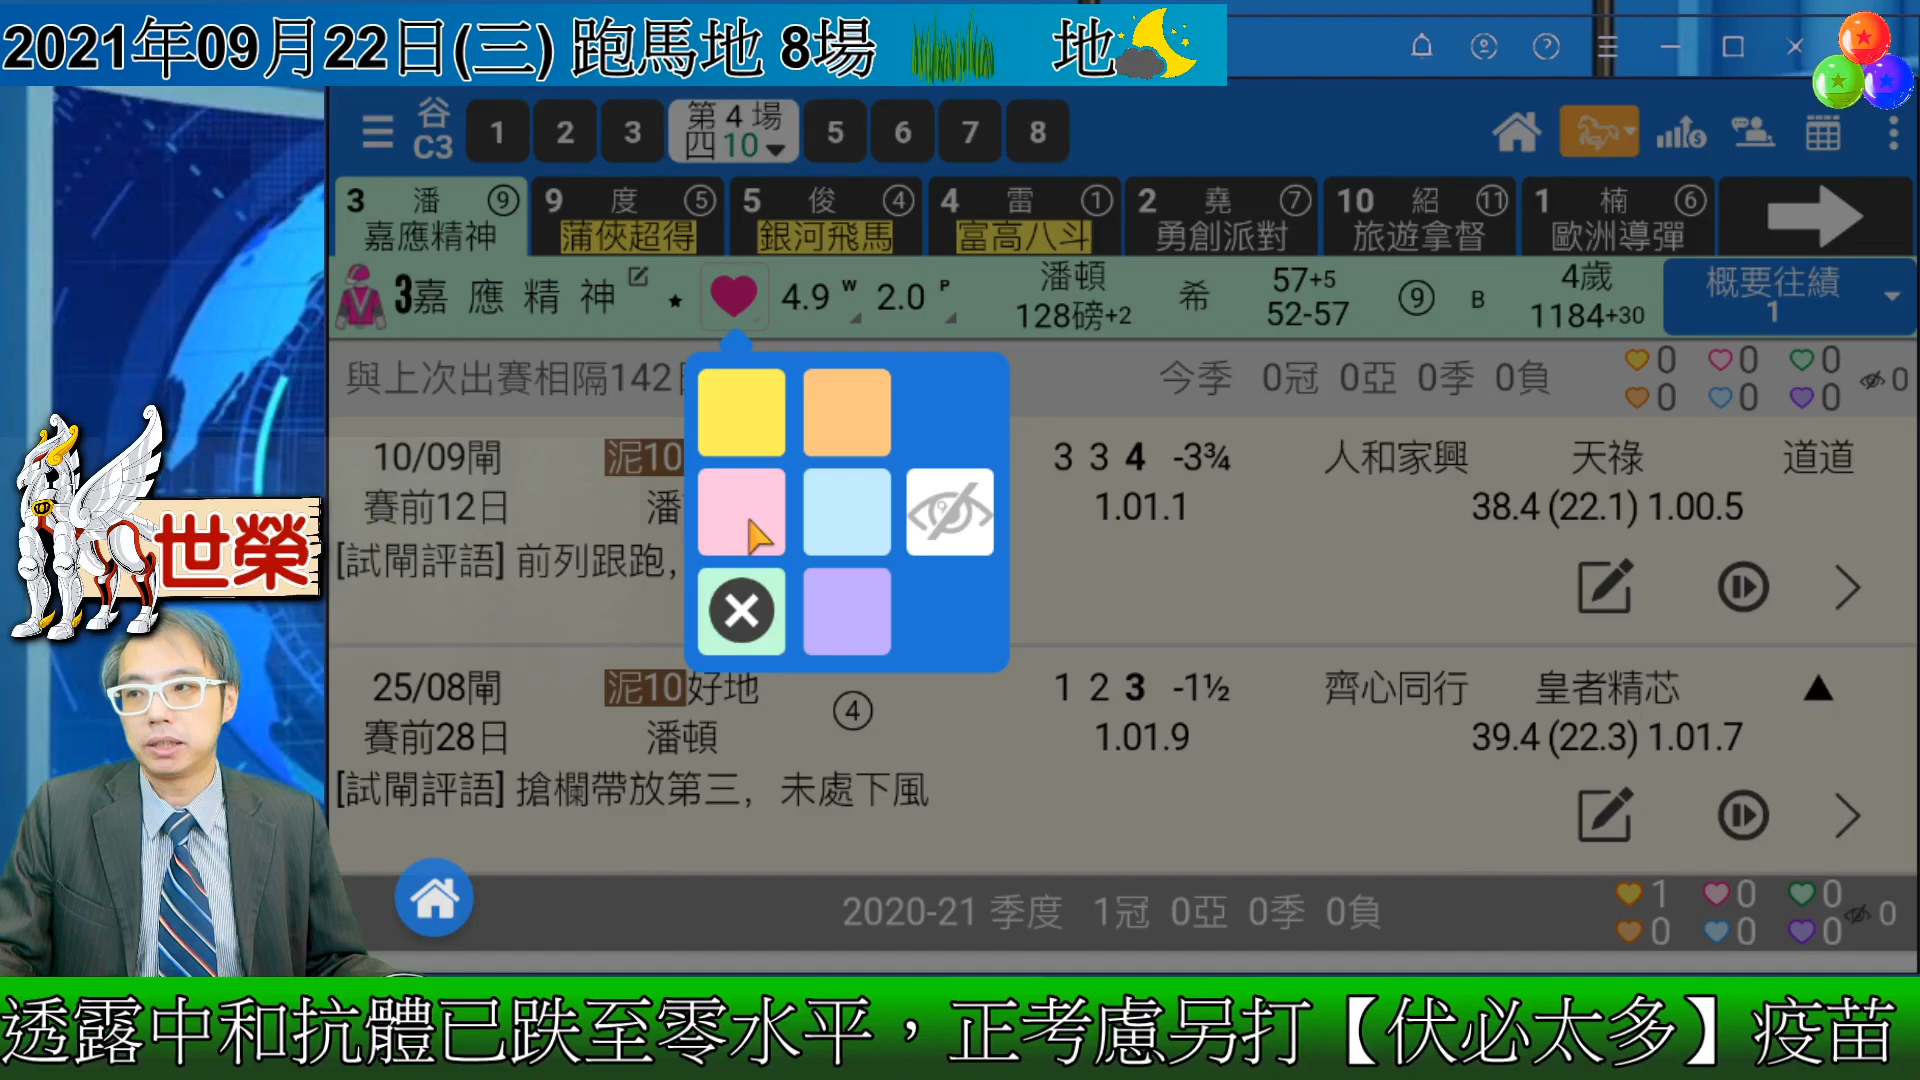 2021年09月22日(三) 跑馬地 8場 地
谷
C3
1 2 3
第 4 場
四10
5 6 7 8
3 潘 ⑨
嘉應精神
9 度 ⑤
蒲俠超得
5 俊 ④
銀河飛馬
4 雷 ①
富高八斗
2 堯 ⑦
勇創派對
10 紹 ⑪
旅遊拿督
1 楠 ⑥
歐洲導彈
3嘉應精神 ★ 4.9 W 2.0 P
潘頓
128磅+2
希
57+5
52-57
⑨ B
4歲
1184+30
概要往績
1
與上次出賽相隔142日
今季 0冠 0亞 0季 0負
0 0 0
0 0 0
0
10/09閘 泥10 3 3 4 -3¾ 人和家興 天祿 道道
賽前12日 潘 1.01.1 38.4 (22.1) 1.00.5
[試閘評語] 前列跟跑,
25/08閘 泥10好地 ④ 1 2 3 -1½ 齊心同行 皇者精芯
賽前28日 潘頓 1.01.9 39.4 (22.3) 1.01.7
[試閘評語] 搶欄帶放第三, 未處下風
2020-21 季度 1冠 0亞 0季 0負
1 0 0
0 0 0
0
世榮
透露中和抗體已跌至零水平，正考慮另打【伏必太多】疫苗